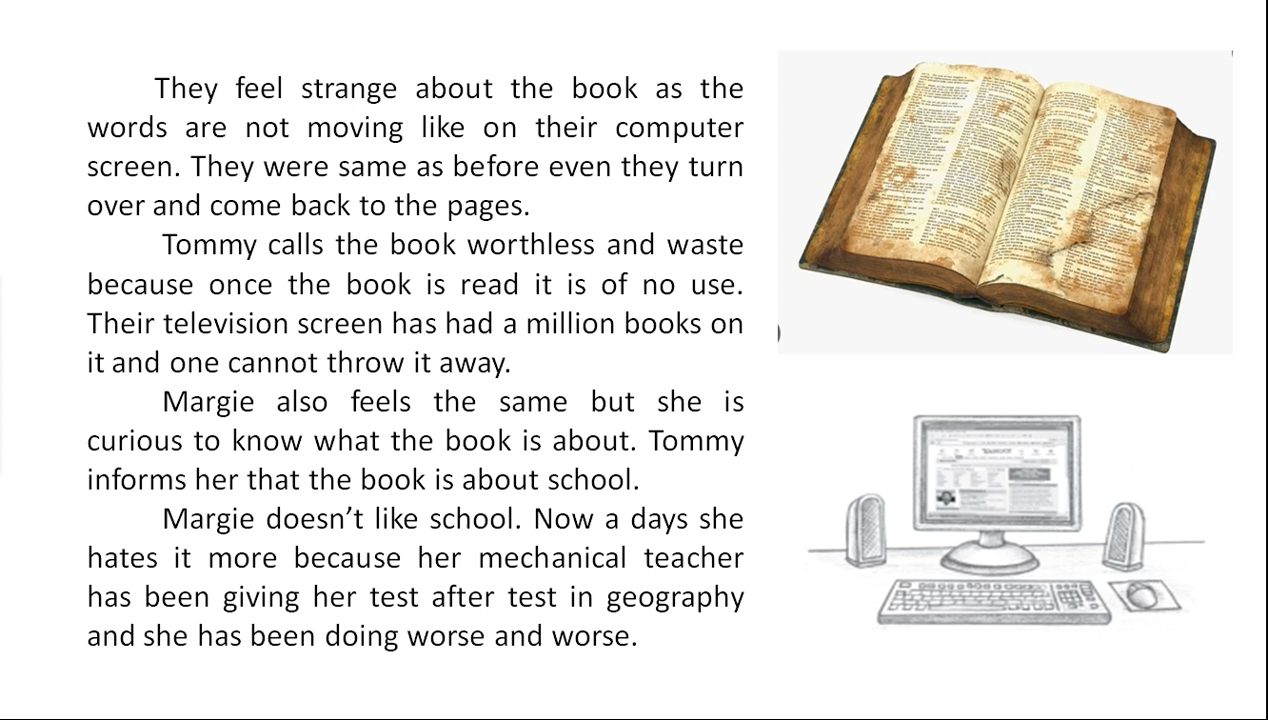 They feel strange about the book as the
words are not moving like on their computer
screen. They were same as before even they turn
over and come back to the pages.
Tommy calls the book worthless and waste
because once the book is read it is of no use.
Their television screen has had a million books on
it and one cannot throw it away.
Margie also feels the same but she is
curious to know what the book is about. Tommy
informs her that the book is about school.
Margie doesn’t like school. Now a days she
hates it more because her mechanical teacher
has been giving her test after test in geography
and she has been doing worse and worse.